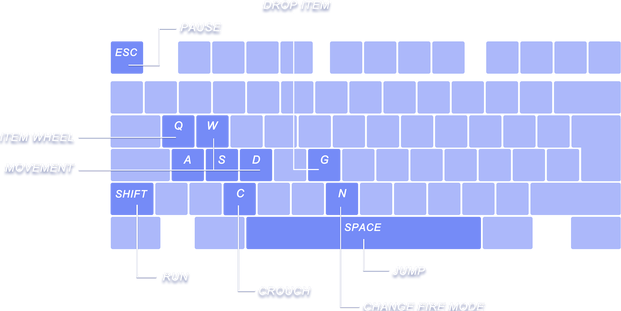 DROP ITEM
PAUSE
ESC
Q W
ITEM WHEEL
A S D G
MOVEMENT
SHIFT C N
SPACE
JUMP
RUN
CROUCH
CHANGE FIRE MODE